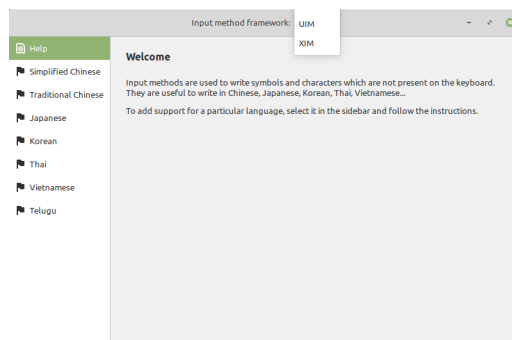 Input method framework:
UIM
XIM
Help
Simplified Chinese
Traditional Chinese
Japanese
Korean
Thai
Vietnamese
Telugu
Welcome
Input methods are used to write symbols and characters which are not present on the keyboard.
They are useful to write in Chinese, Japanese, Korean, Thai, Vietnamese...
To add support for a particular language, select it in the sidebar and follow the instructions.